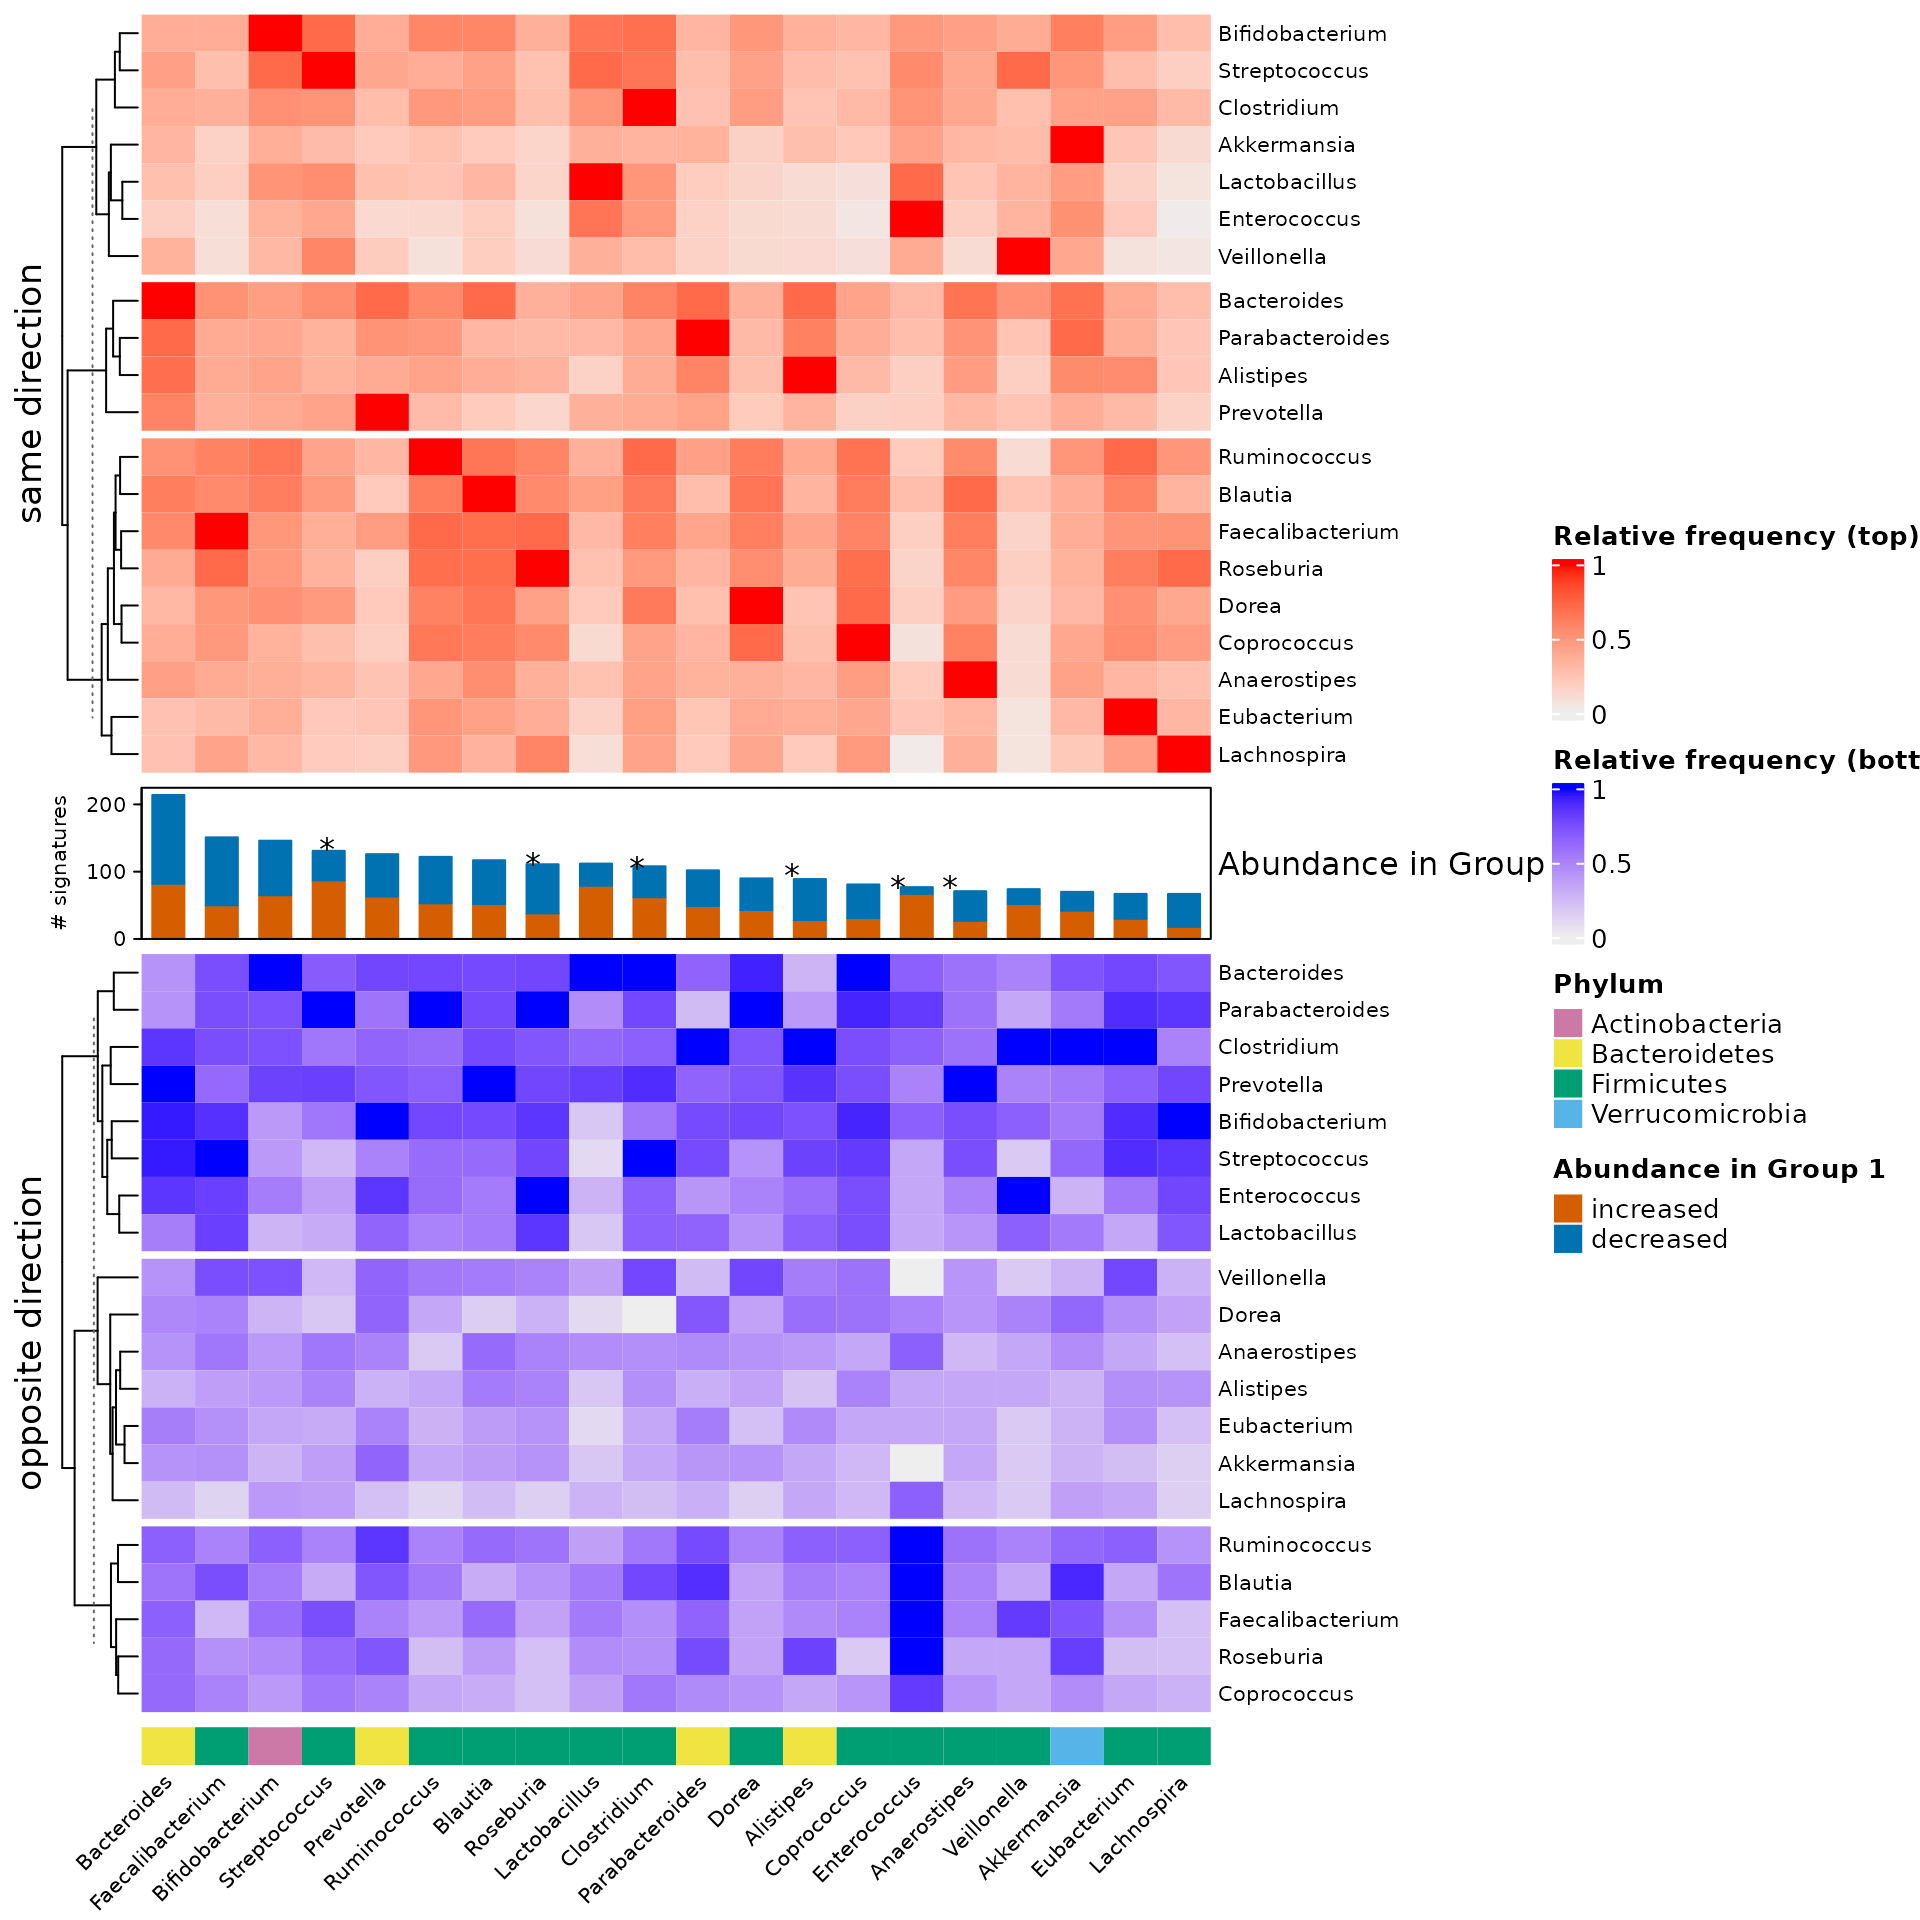 Bifidobacterium
Streptococcus
Clostridium
Akkermansia
Lactobacillus
Enterococcus
Veillonella
same direction
Bacteroides
Parabacteroides
Alistipes
Prevotella
Ruminococcus
Blautia
Faecalibacterium
Roseburia
Dorea
Coprococcus
Anaerostipes
Eubacterium
Lachnospira
# signatures
200
100
0
* * * * * *
Abundance in Group
opposite direction
Bacteroides
Parabacteroides
Clostridium
Prevotella
Bifidobacterium
Streptococcus
Enterococcus
Lactobacillus
Veillonella
Dorea
Anaerostipes
Alistipes
Eubacterium
Akkermansia
Lachnospira
Ruminococcus
Blautia
Faecalibacterium
Roseburia
Coprococcus
Bacteroides
Faecalibacterium
Bifidobacterium
Streptococcus
Prevotella
Ruminococcus
Blautia
Roseburia
Lactobacillus
Clostridium
Parabacteroides
Dorea
Alistipes
Coprococcus
Enterococcus
Anaerostipes
Veillonella
Akkermansia
Eubacterium
Lachnospira
Relative frequency (top)
1
0.5
0
Relative frequency (bott
1
0.5
0
Phylum
Actinobacteria
Bacteroidetes
Firmicutes
Verrucomicrobia
Abundance in Group 1
increased
decreased